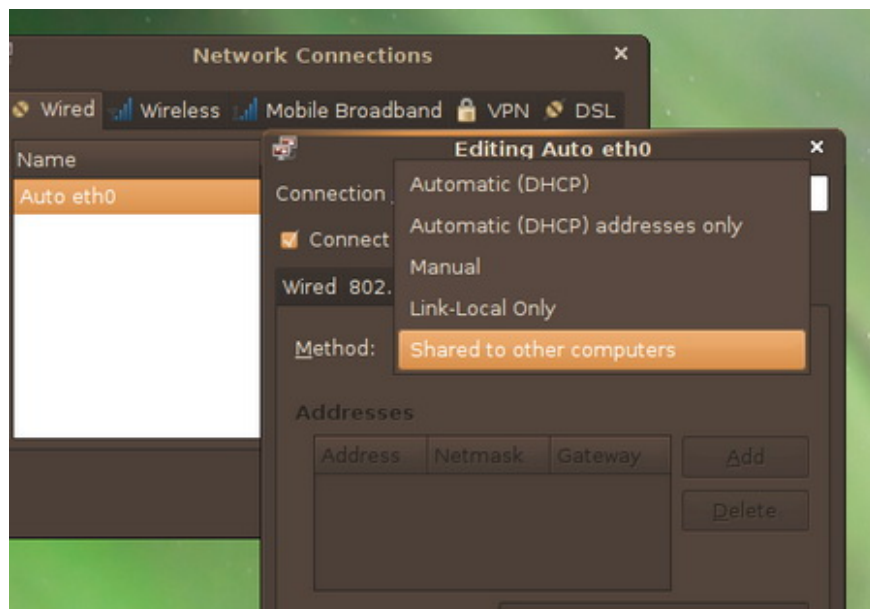 Network Connections
Wired Wireless Mobile Broadband VPN DSL
Name
Auto eth0
Editing Auto eth0
Connection
Connect
Wired 802.
Method:
Automatic (DHCP)
Automatic (DHCP) addresses only
Manual
Link-Local Only
Shared to other computers
Addresses
Address Netmask Gateway
Add
Delete